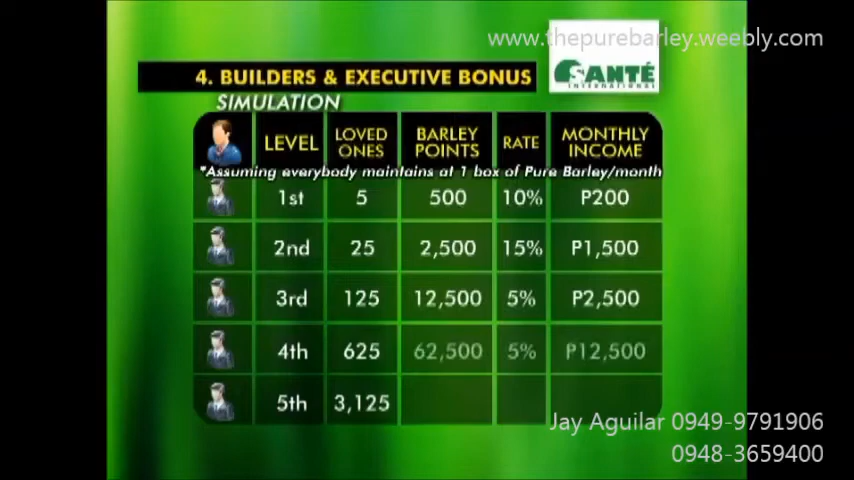 www.thepurebarley.weebly.com
SANTÉ
INTERNATIONAL
4. BUILDERS & EXECUTIVE BONUS
SIMULATION
LEVEL LOVED ONES BARLEY POINTS RATE MONTHLY INCOME
*Assuming everybody maintains at 1 box of Pure Barley/month
1st 5 500 10% P200
2nd 25 2,500 15% P1,500
3rd 125 12,500 5% P2,500
4th 625 62,500 5% P12,500
5th 3,125
Jay Aguilar 0949-9791906
0948-3659400